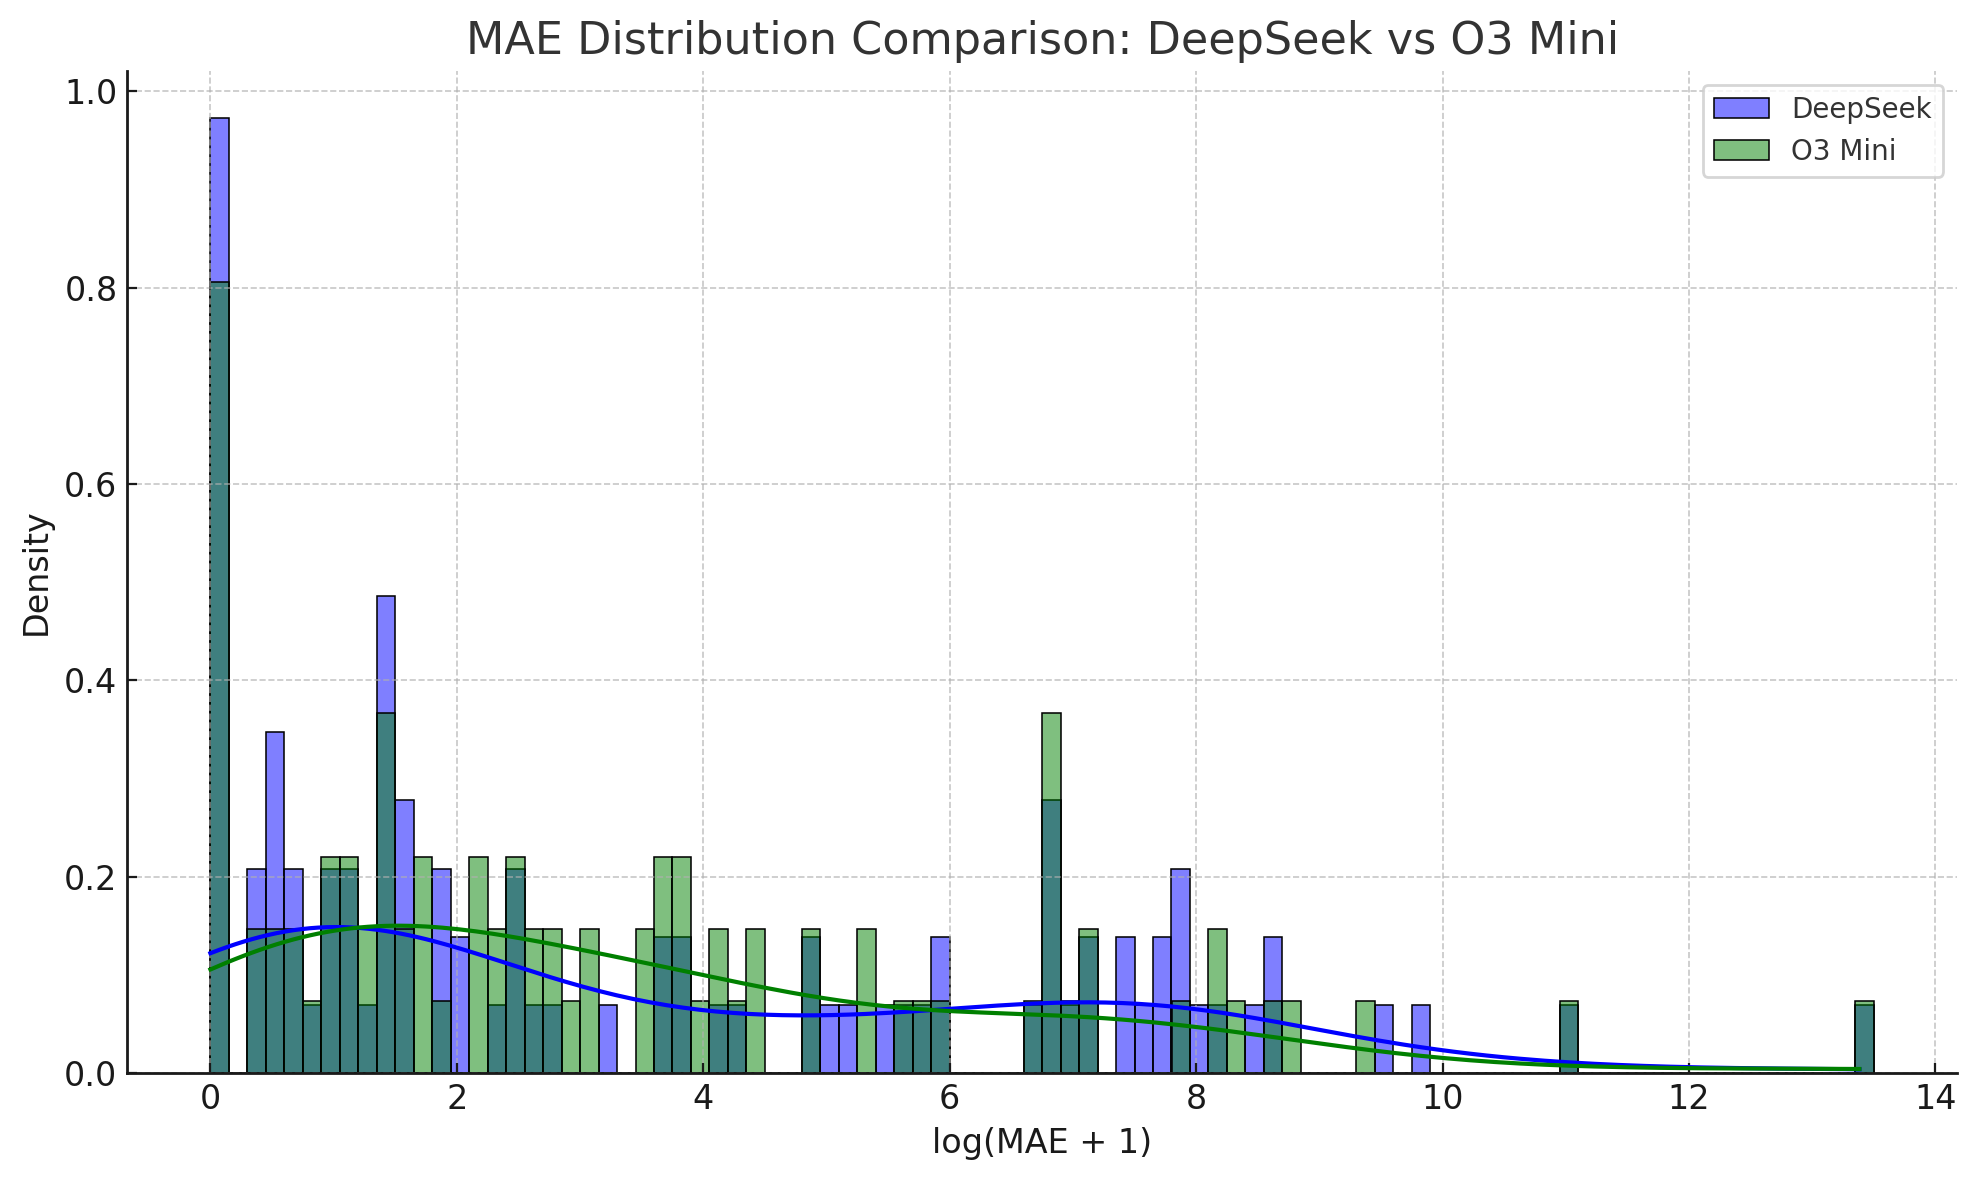 MAE Distribution Comparison: DeepSeek vs O3 Mini
DeepSeek
O3 Mini
1.0
0.8
0.6
0.4
0.2
0.0
Density
0 2 4 6 8 10 12 14
log(MAE + 1)